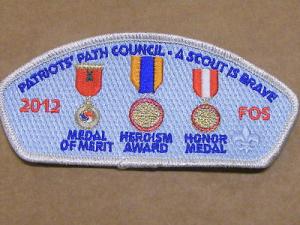 PATRIOTS' PATH COUNCIL - A SCOUT IS BRAVE
2012
FOS
MEDAL
OF MERIT
HEROISM
AWARD
HONOR
MEDAL